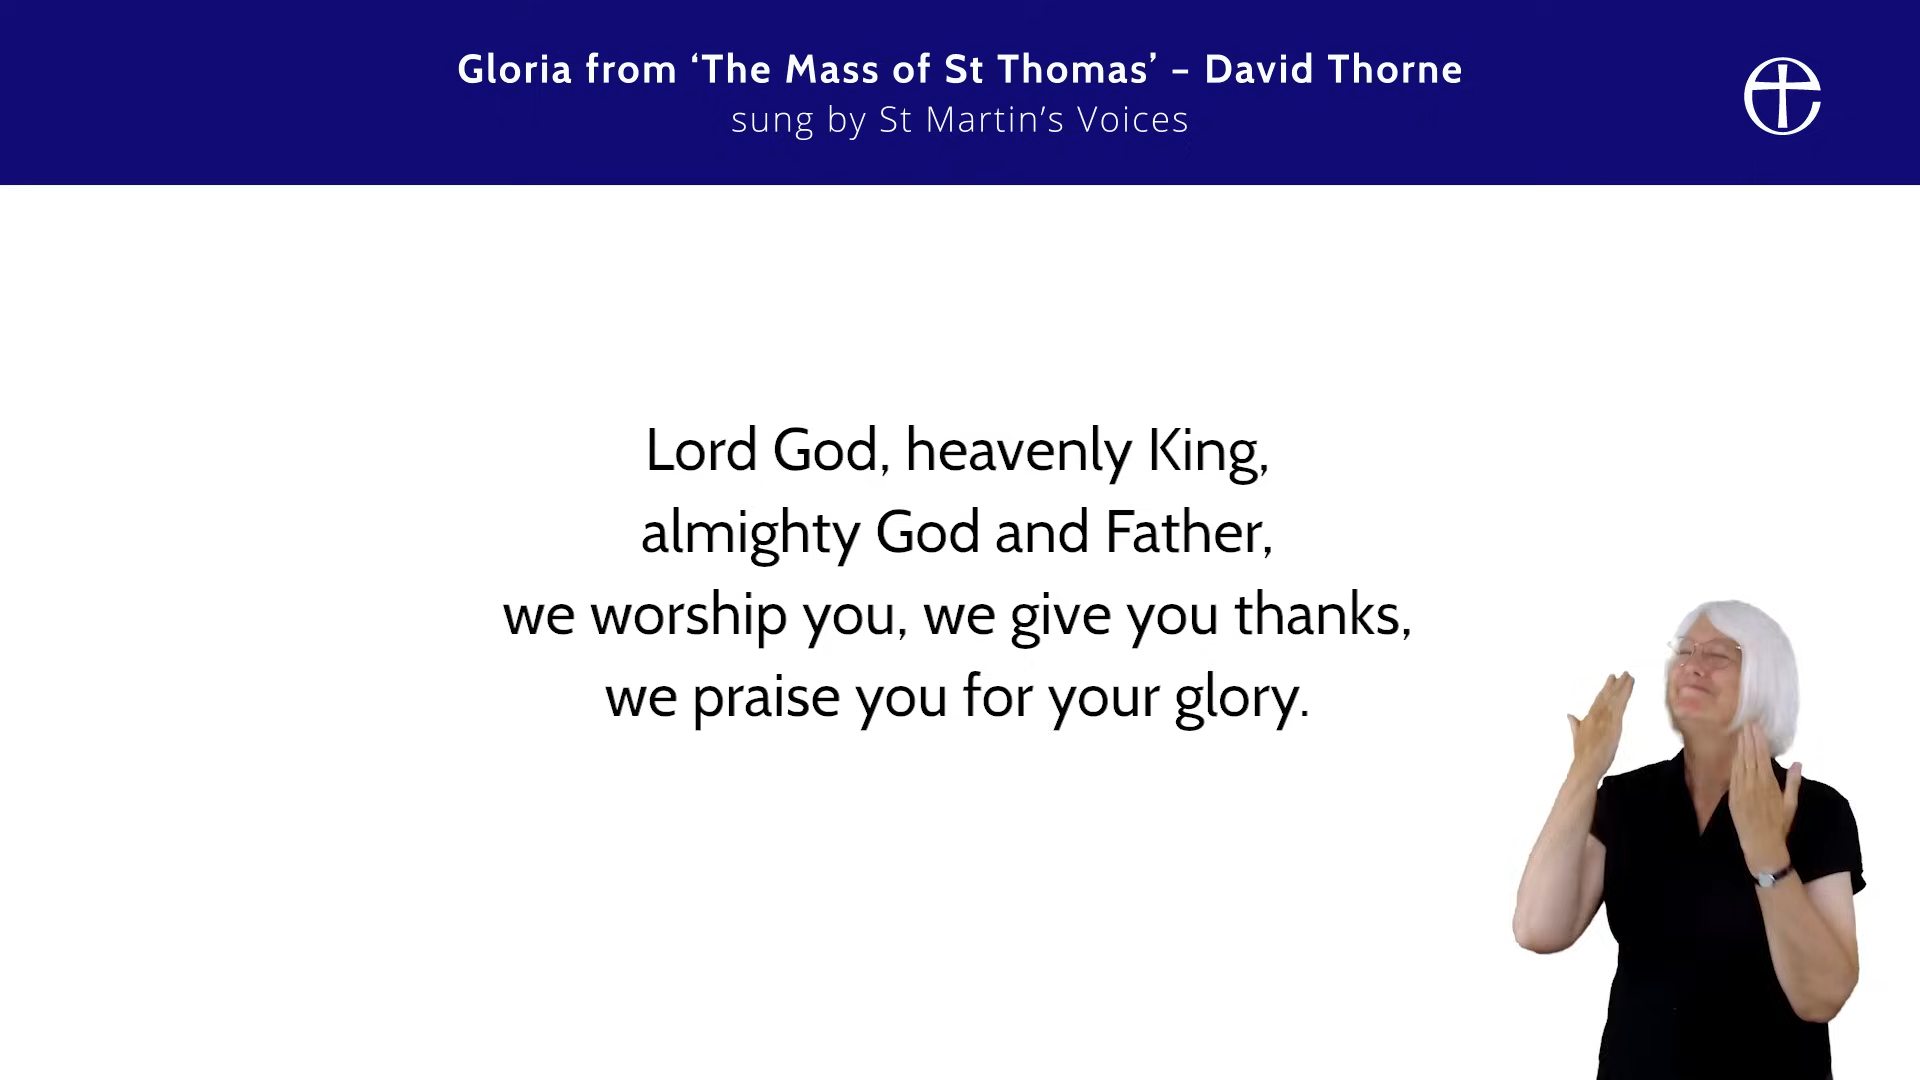 Gloria from ‘The Mass of St Thomas’ – David Thorne
sung by St Martin’s Voices
Lord God, heavenly King,
almighty God and Father,
we worship you, we give you thanks,
we praise you for your glory.